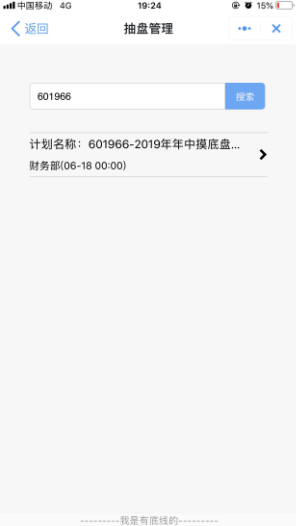 中国移动 4G 19:24 15%
返回 抽盘管理
601966 搜索
计划名称：601966-2019年年中摸底盘...
财务部(06-18 00:00)
---------我是有底线的---------